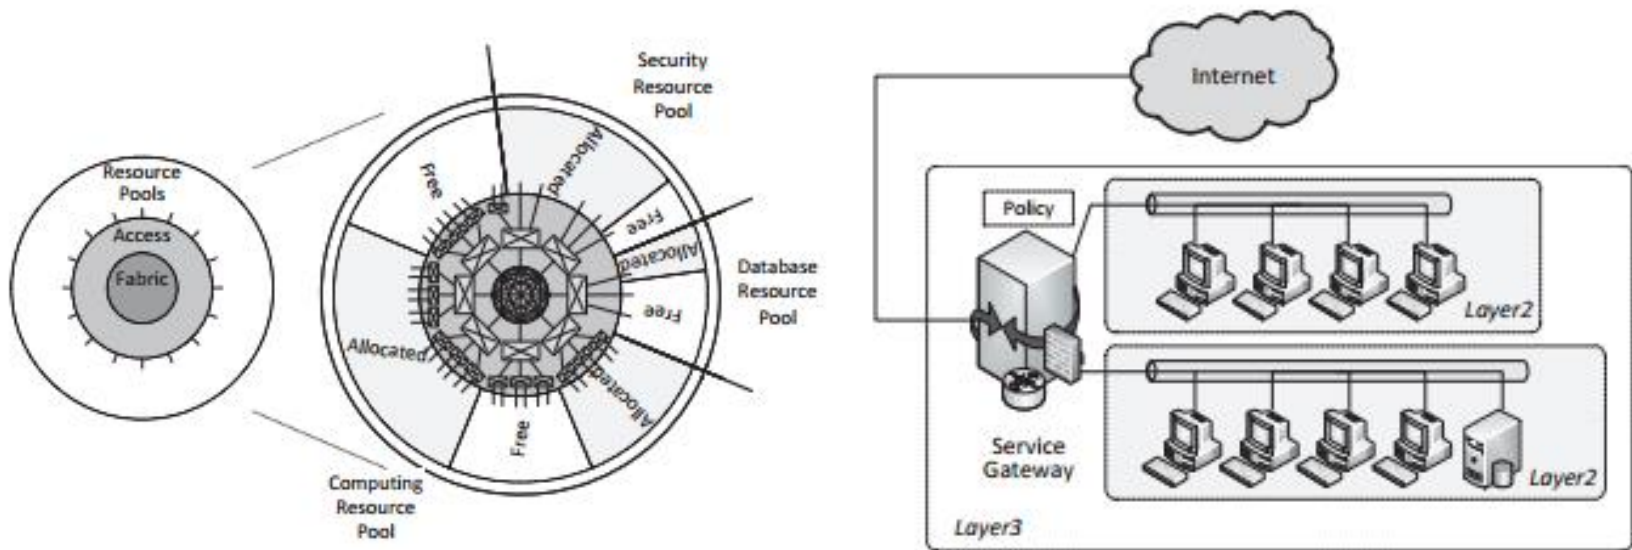 Resource
Pools
Access
Fabric
Security
Resource
Pool
Free
Allocated
Free
Allocated
Database
Resource
Pool
Free
Allocated
Allocated
Free
Computing
Resource
Pool
Internet
Policy
Layer2
Service
Gateway
Layer2
Layer3